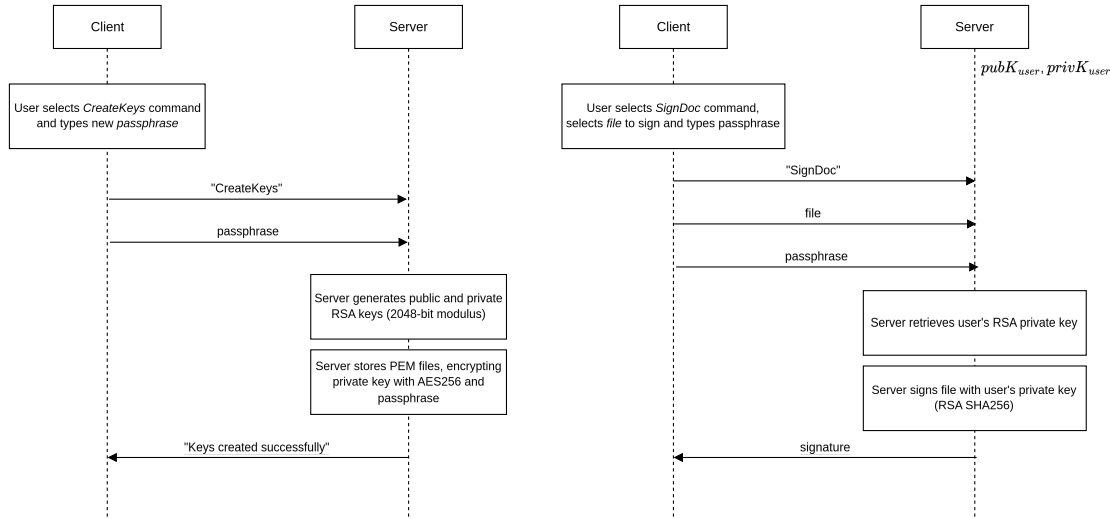 Client
Server
User selects CreateKeys command
and types new passphrase
"CreateKeys"
passphrase
Server generates public and private
RSA keys (2048-bit modulus)
Server stores PEM files, encrypting
private key with AES256 and
passphrase
"Keys created successfully"
Client
Server
pubK_user, privK_user
User selects SignDoc command,
selects file to sign and types passphrase
"SignDoc"
file
passphrase
Server retrieves user's RSA private key
Server signs file with user's private key
(RSA SHA256)
signature